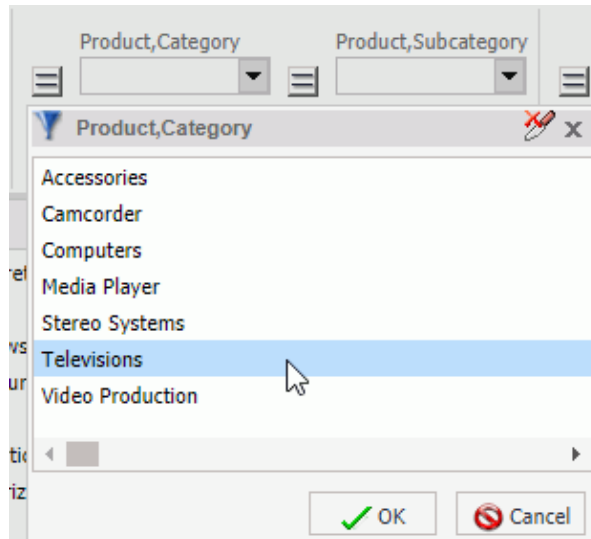 Product,Category Product,Subcategory
Product,Category
Accessories
Camcorder
Computers
Media Player
Stereo Systems
Televisions
Video Production
OK Cancel